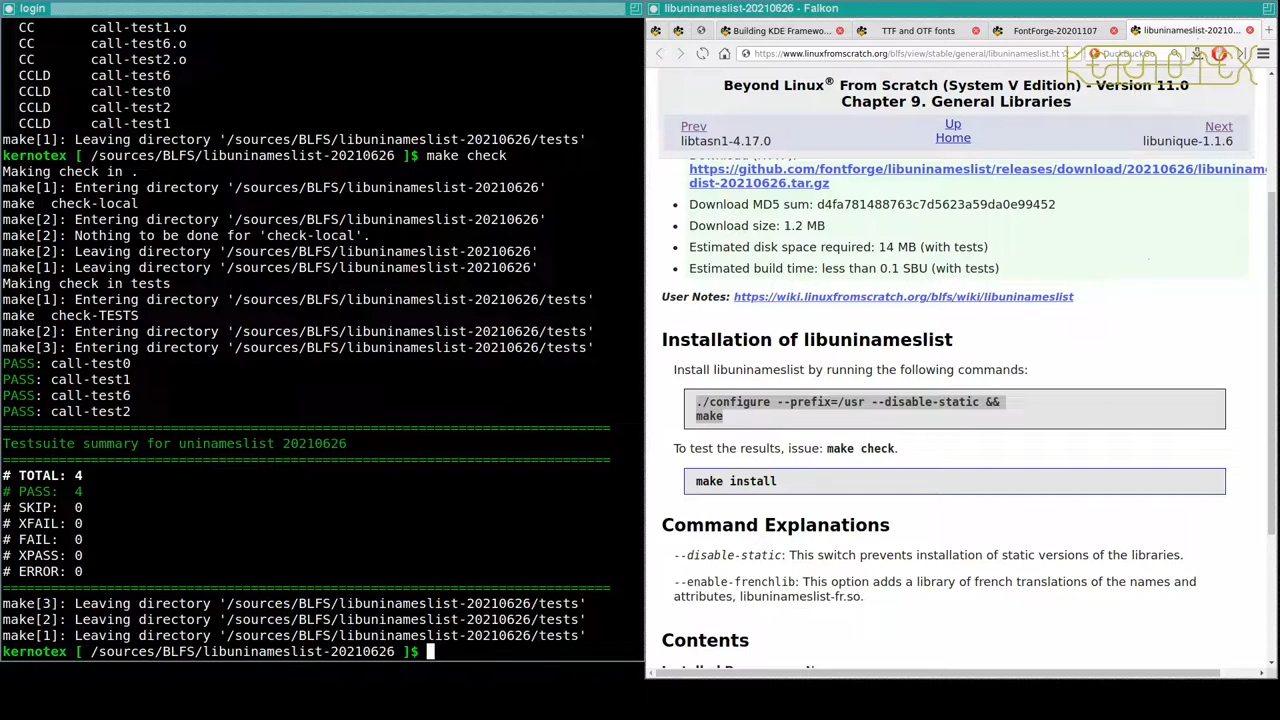 login
CC call-test1.o
CC call-test6.o
CC call-test2.o
CCLD call-test6
CCLD call-test0
CCLD call-test2
CCLD call-test1
make[1]: Leaving directory '/sources/BLFS/libuninameslist-20210626/tests'
kernotex [ /sources/BLFS/libuninameslist-20210626 ]$ make check
Making check in .
make[1]: Entering directory '/sources/BLFS/libuninameslist-20210626'
make check-local
make[2]: Entering directory '/sources/BLFS/libuninameslist-20210626'
make[2]: Nothing to be done for 'check-local'.
make[2]: Leaving directory '/sources/BLFS/libuninameslist-20210626'
make[1]: Leaving directory '/sources/BLFS/libuninameslist-20210626'
Making check in tests
make[1]: Entering directory '/sources/BLFS/libuninameslist-20210626/tests'
make check-TESTS
make[2]: Entering directory '/sources/BLFS/libuninameslist-20210626/tests'
make[3]: Entering directory '/sources/BLFS/libuninameslist-20210626/tests'
PASS: call-test0
PASS: call-test1
PASS: call-test6
PASS: call-test2
============================================================================
Testsuite summary for uninameslist 20210626
============================================================================
# TOTAL: 4
# PASS: 4
# SKIP: 0
# XFAIL: 0
# FAIL: 0
# XPASS: 0
# ERROR: 0
============================================================================
make[3]: Leaving directory '/sources/BLFS/libuninameslist-20210626/tests'
make[2]: Leaving directory '/sources/BLFS/libuninameslist-20210626/tests'
make[1]: Leaving directory '/sources/BLFS/libuninameslist-20210626/tests'
kernotex [ /sources/BLFS/libuninameslist-20210626 ]$
libuninameslist-20210626 - Falkon
Building KDE Framewo... TTF and OTF fonts FontForge-20201107 libuninameslist-20210...
https://www.linuxfromscratch.org/blfs/view/stable/general/libuninameslist.ht DuckDuckGo
KERNOTEX
Beyond Linux® From Scratch (System V Edition) - Version 11.0
Chapter 9. General Libraries
Prev Up Next
libtasn1-4.17.0 Home libunique-1.1.6
https://github.com/fontforge/libuninameslist/releases/download/20210626/libuniname
dist-20210626.tar.gz
• Download MD5 sum: d4fa781488763c7d5623a59da0e99452
• Download size: 1.2 MB
• Estimated disk space required: 14 MB (with tests)
• Estimated build time: less than 0.1 SBU (with tests)
User Notes: https://wiki.linuxfromscratch.org/blfs/wiki/libuninameslist
Installation of libuninameslist
Install libuninameslist by running the following commands:
./configure --prefix=/usr --disable-static &&
make
To test the results, issue: make check.
make install
Command Explanations
--disable-static: This switch prevents installation of static versions of the libraries.
--enable-frenchlib: This option adds a library of french translations of the names and
attributes, libuninameslist-fr.so.
Contents